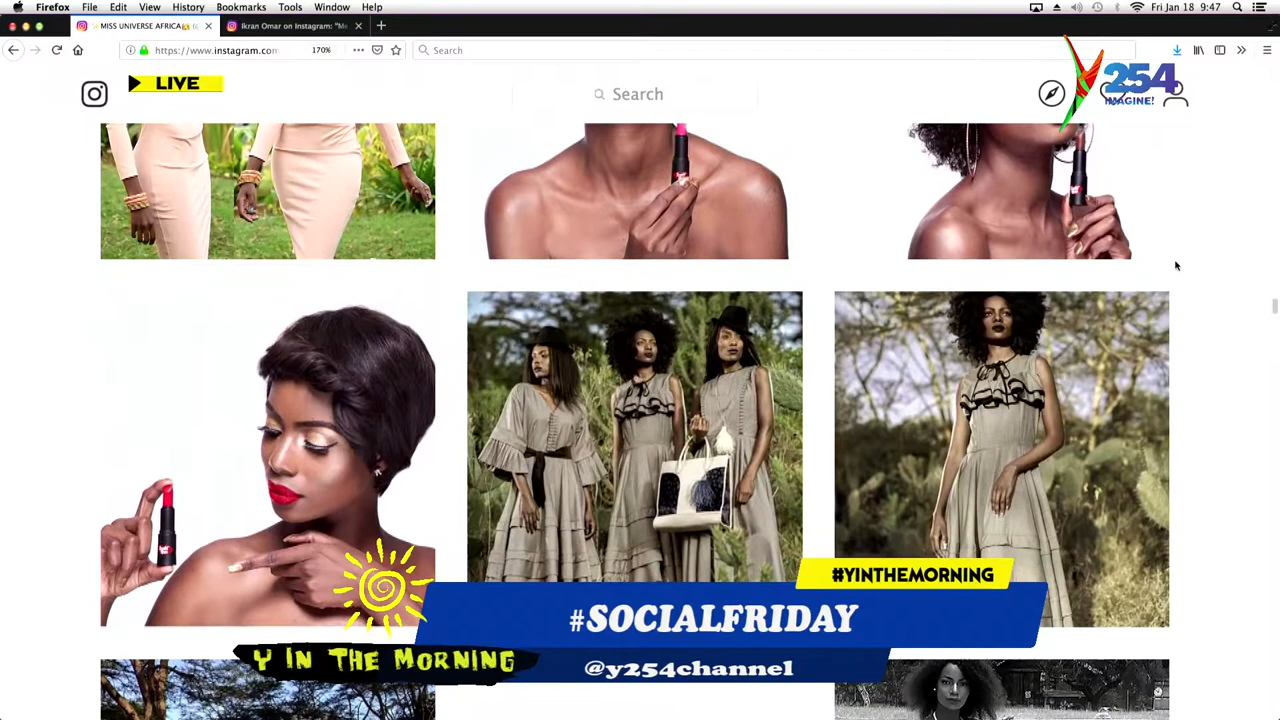 Firefox File Edit View History Bookmarks Tools Window Help Fri Jan 18 9:47
MISS UNIVERSE AFRICA Ikran Omar on Instagram: "M
https://www.instagram.com 170% Search
LIVE
Search
Y254
IMAGINE!
#YINTHEMORNING
#SOCIALFRIDAY
Y IN THE MORNING
@y254channel